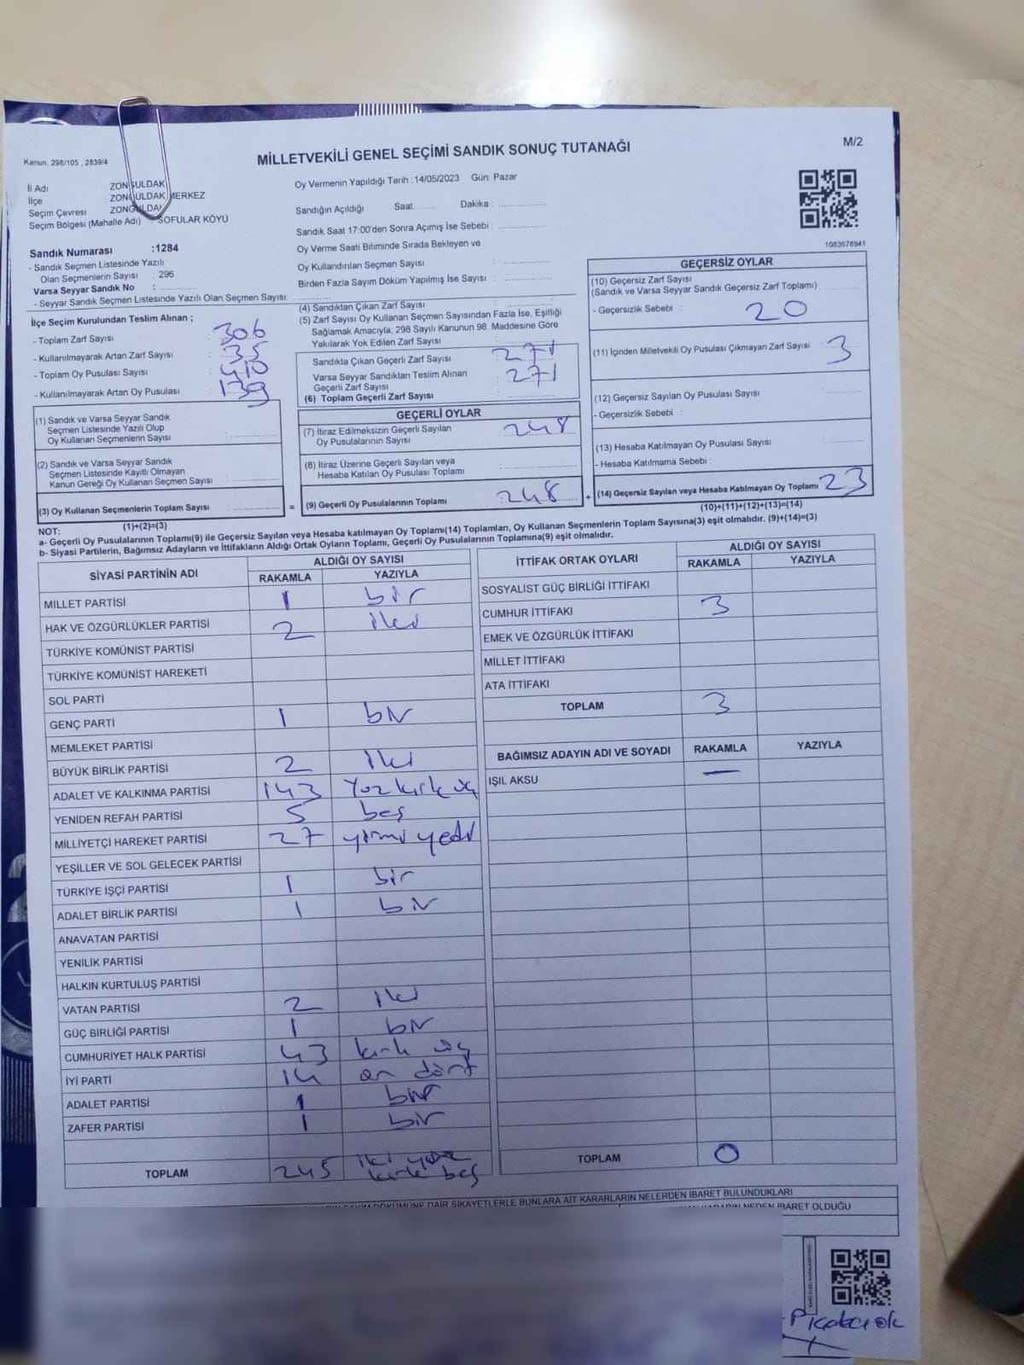 MİLLETVEKİLİ GENEL SEÇİMİ SANDIK SONUÇ TUTANAĞI
M/2
Kanun. 298/105 , 2839/4
İl Adı ZONGULDAK
İlçe ZONGULDAK MERKEZ
Seçim Çevresi ZONGULDAK
Seçim Bölgesi (Mahalle Adı) SOFULAR KÖYÜ
Sandık Numarası :1284
- Sandık Seçmen Listesinde Yazılı
Olan Seçmenlerin Sayısı : 296
Varsa Seyyar Sandık No :
- Seyyar Sandık Seçmen Listesinde Yazılı Olan Seçmen Sayısı:
Oy Vermenin Yapıldığı Tarih :14/05/2023 Gün: Pazar
Sandığın Açıldığı Saat: Dakika :
Sandık Saat 17:00'den Sonra Açımış İse Sebebi :
Oy Verme Saati Bitiminde Sırada Bekleyen ve
Oy Kullandırılan Seçmen Sayısı :
Birden Fazla Sayım Döküm Yapılmış İse Sayısı :
1083678941
İlçe Seçim Kurulundan Teslim Alınan ;
- Toplam Zarf Sayısı : 306
- Kullanılmayarak Artan Zarf Sayısı : 35
- Toplam Oy Pusulası Sayısı : 410
- Kullanılmayarak Artan Oy Pusulası : 139
(1) Sandık ve Varsa Seyyar Sandık
Seçmen Listesinde Yazılı Olup
Oy Kullanan Seçmenlerin Sayısı :
(2) Sandık ve Varsa Seyyar Sandık
Seçmen Listesinde Kayıtlı Olmayan
Kanun Gereği Oy Kullanan Seçmen Sayısı :
(3) Oy Kullanan Seçmenlerin Toplam Sayısı :
(1)+(2)=(3)
(4) Sandıktan Çıkan Zarf Sayısı :
(5) Zarf Sayısı Oy Kullanan Seçmen Sayısından Fazla İse, Eşitliği
Sağlamak Amacıyla, 298 Sayılı Kanunun 98. Maddesine Göre
Yakılarak Yok Edilen Zarf Sayısı :
Sandıkta Çıkan Geçerli Zarf Sayısı : 271
Varsa Seyyar Sandıktan Teslim Alınan
Geçerli Zarf Sayısı : 271
(6) Toplam Geçerli Zarf Sayısı :
GEÇERLİ OYLAR
(7) İtiraz Edilmeksizin Geçerli Sayılan
Oy Pusulalarının Sayısı : 248
(8) İtiraz Üzerine Geçerli Sayılan veya
Hesaba Katılan Oy Pusulası Toplamı :
= (9) Geçerli Oy Pusulalarının Toplamı : 248 +
GEÇERSİZ OYLAR
(10) Geçersiz Zarf Sayısı
(Sandık ve Varsa Seyyar Sandık Geçersiz Zarf Toplamı) :
- Geçersizlik Sebebi : 20
(11) İçinden Milletvekili Oy Pusulası Çıkmayan Zarf Sayısı : 3
(12) Geçersiz Sayılan Oy Pusulası Sayısı
- Geçersizlik Sebebi :
(13) Hesaba Katılmayan Oy Pusulası Sayısı
- Hesaba Katılmama Sebebi :
(14) Geçersiz Sayılan veya Hesaba Katılmayan Oy Toplamı : 23
(10)+(11)+(12)+(13)=(14)
NOT:
a- Geçerli Oy Pusulalarının Toplamı(9) ile Geçersiz Sayılan veya Hesaba katılmayan Oy Toplamı(14) Toplamları, Oy Kullanan Seçmenlerin Toplam Sayısına(3) eşit olmalıdır. (9)+(14)=(3)
b- Siyasi Partilerin, Bağımsız Adayların ve İttifakların Aldığı Ortak Oyların Toplamı, Geçerli Oy Pusulaların Toplamına(9) eşit olmalıdır.
SİYASİ PARTİNİN ADI ALDIĞI OY SAYISI
RAKAMLA YAZIYLA
MİLLET PARTİSİ 1 bir
HAK VE ÖZGÜRLÜKLER PARTİSİ 2 iki
TÜRKİYE KOMÜNİST PARTİSİ
TÜRKİYE KOMÜNİST HAREKETİ
SOL PARTİ
GENÇ PARTİ 1 bir
MEMLEKET PARTİSİ
BÜYÜK BİRLİK PARTİSİ 2 iki
ADALET VE KALKINMA PARTİSİ 143 Yüz kırk üç
YENİDEN REFAH PARTİSİ 5 beş
MİLLİYETÇİ HAREKET PARTİSİ 27 yirmi yedi
YEŞİLLER VE SOL GELECEK PARTİSİ
TÜRKİYE İŞÇİ PARTİSİ 1 bir
ADALET BİRLİK PARTİSİ 1 bir
ANAVATAN PARTİSİ
YENİLİK PARTİSİ
HALKIN KURTULUŞ PARTİSİ
VATAN PARTİSİ 2 iki
GÜÇ BİRLİĞİ PARTİSİ 1 bir
CUMHURİYET HALK PARTİSİ 43 kırk üç
İYİ PARTİ 14 on dört
ADALET PARTİSİ 1 bir
ZAFER PARTİSİ 1 bir
TOPLAM 245 iki yüz kırk beş
İTTİFAK ORTAK OYLARI ALDIĞI OY SAYISI
RAKAMLA YAZIYLA
SOSYALIST GÜÇ BİRLİĞİ İTTİFAKI
CUMHUR İTTİFAKI 3
EMEK VE ÖZGÜRLÜK İTTİFAKI
MİLLET İTTİFAKI
ATA İTTİFAKI
TOPLAM 3
BAĞIMSIZ ADAYIN ADI VE SOYADI RAKAMLA YAZIYLA
IŞIL AKSU —
TOPLAM 0
DÖKÜMÜNE DAİR ŞİKAYETLERLE BUNLARA AİT KARARLARIN NELERDEN İBARET BULUNDUKLARI
NEDEN İBARET OLDUĞU